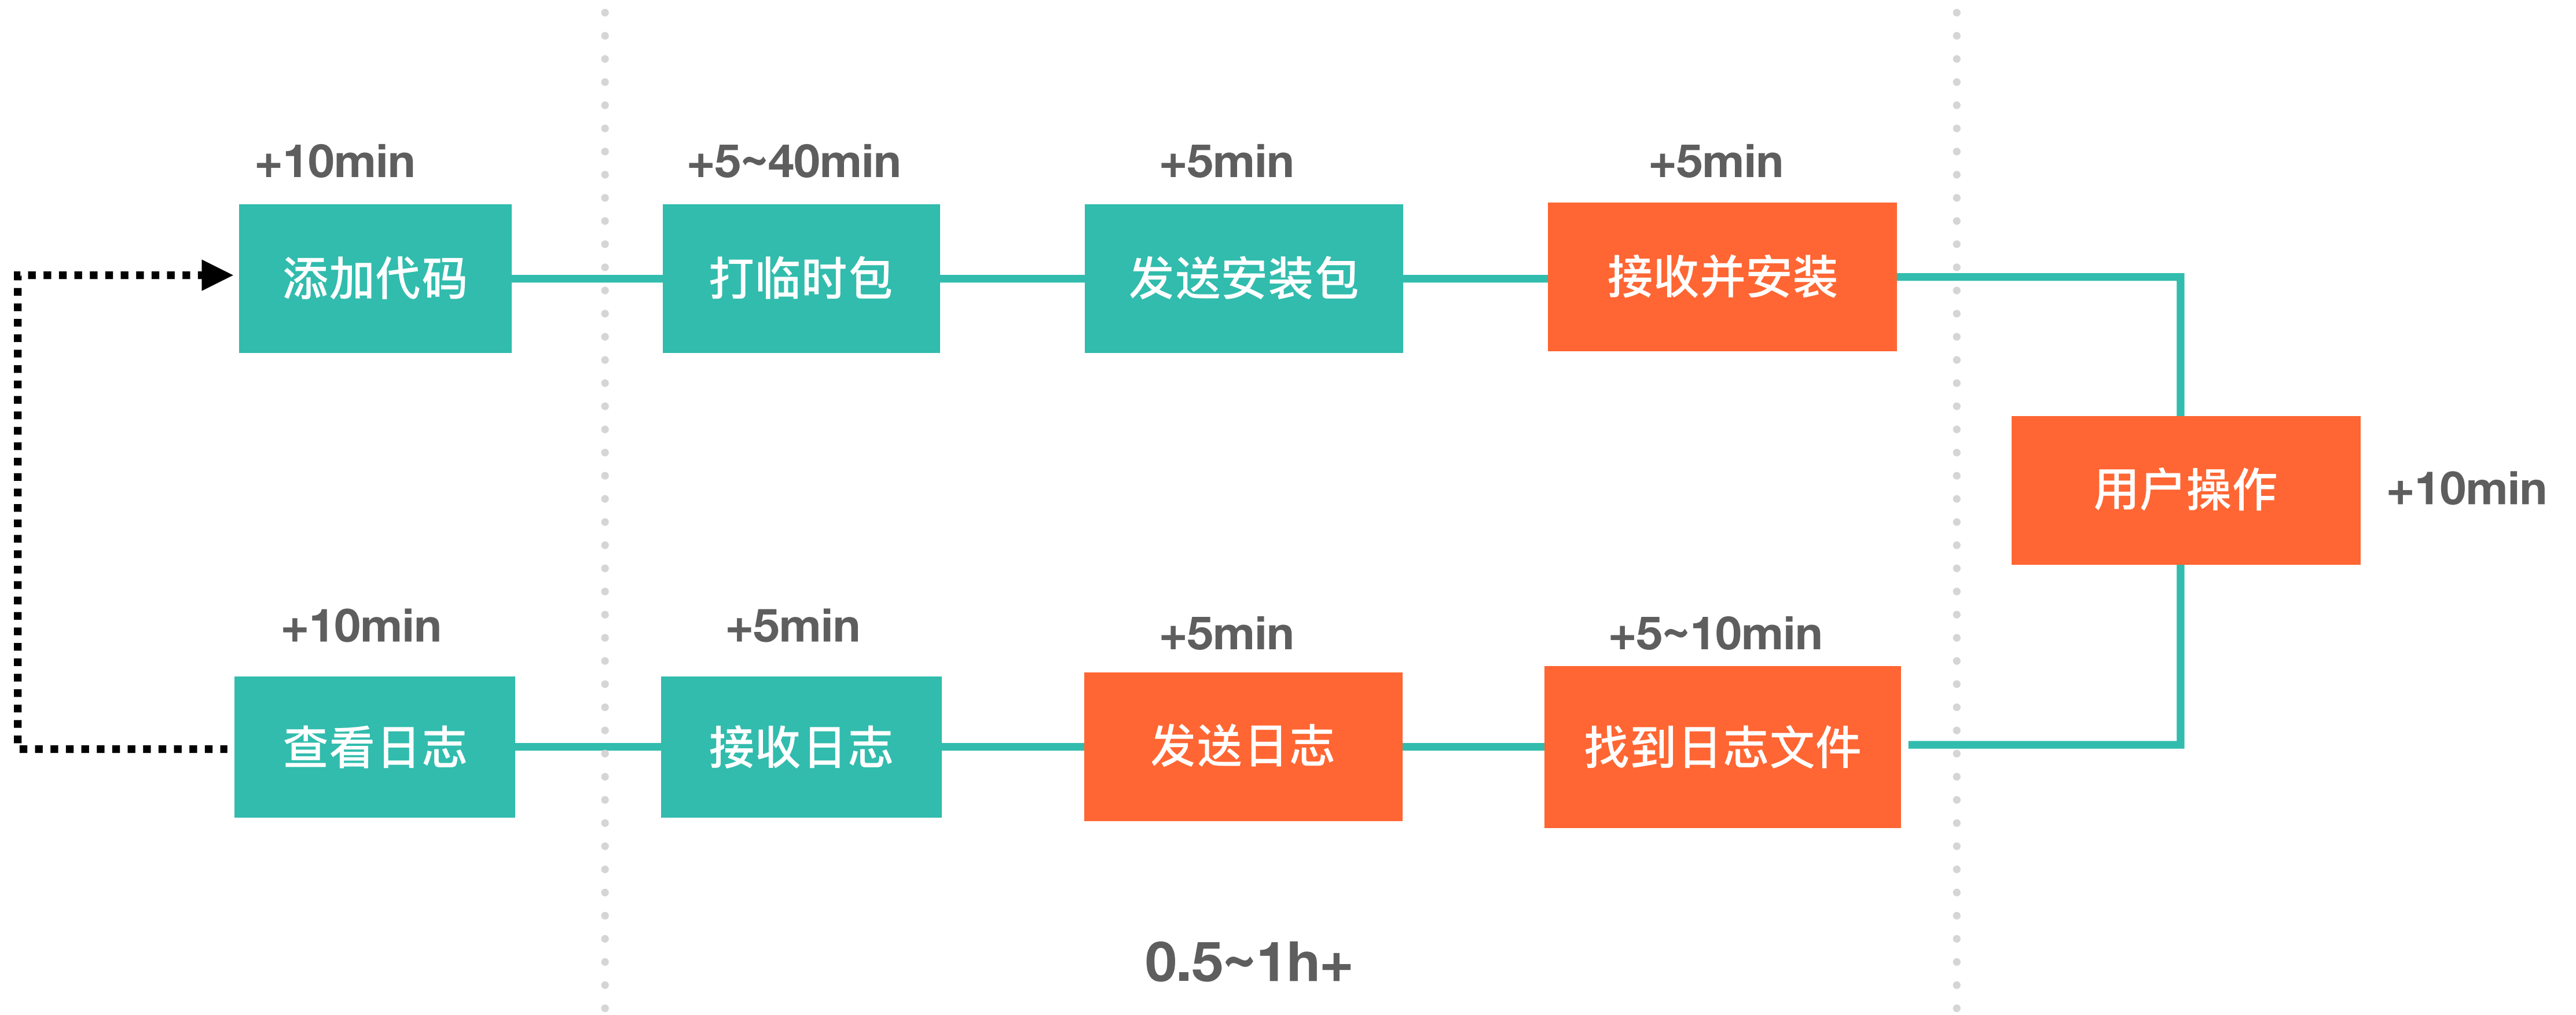 +10min
+5~40min
+5min
+5min
添加代码
打临时包
发送安装包
接收并安装
用户操作
+10min
+10min
+5min
+5min
+5~10min
查看日志
接收日志
发送日志
找到日志文件
0.5~1h+